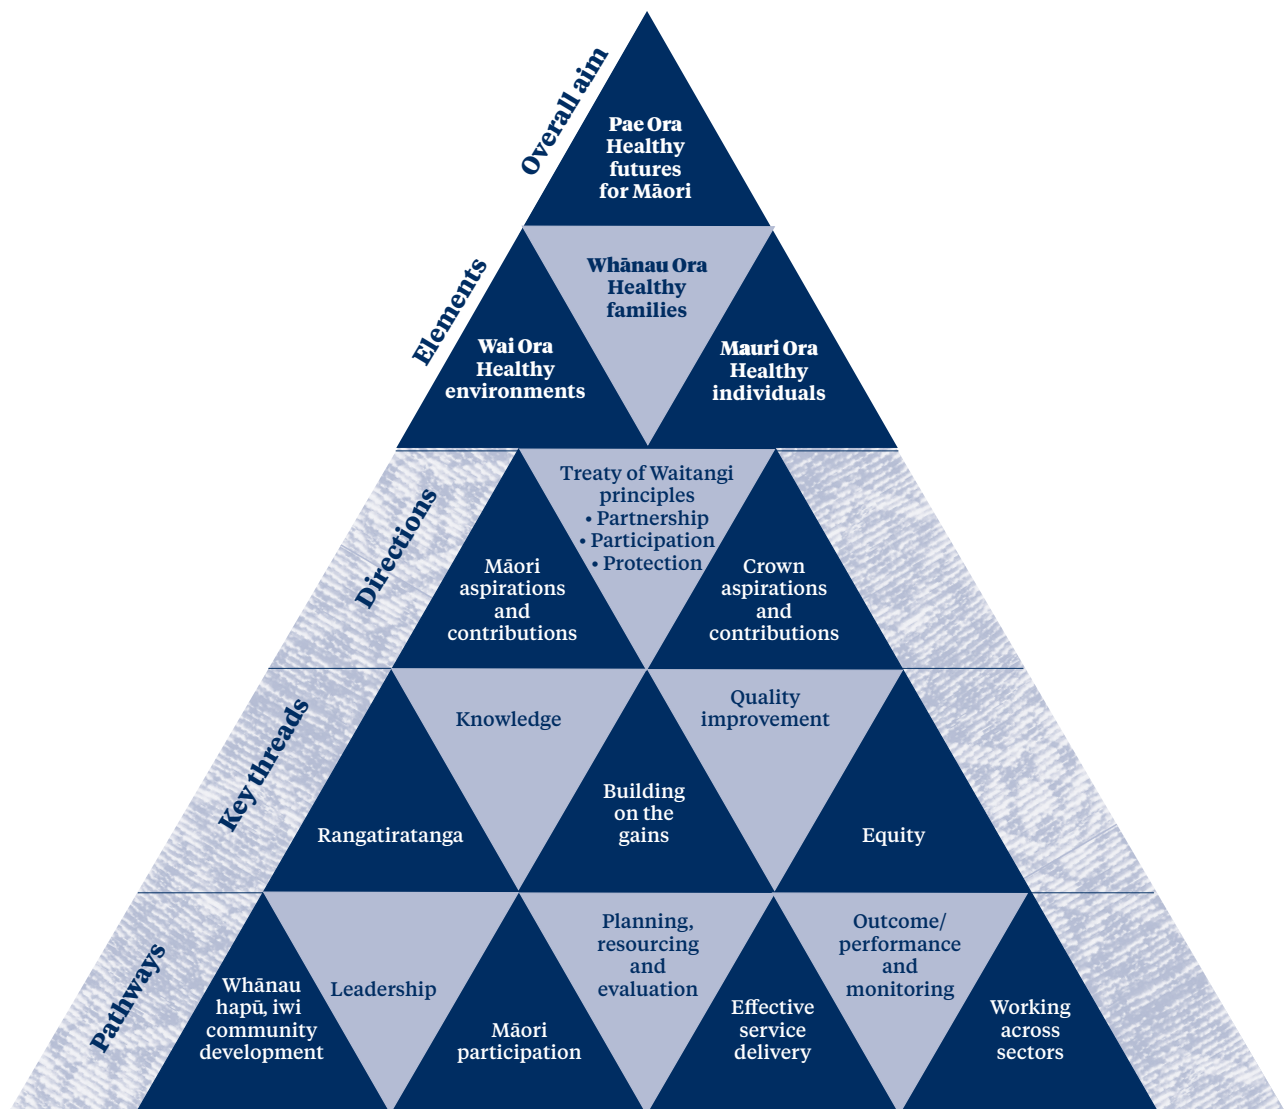 Overall aim
Pae Ora
Healthy
futures
for Māori
Elements
Wai Ora
Healthy
environments
Whānau Ora
Healthy
families
Mauri Ora
Healthy
individuals
Directions
Māori
aspirations
and
contributions
Treaty of Waitangi
principles
• Partnership
• Participation
• Protection
Crown
aspirations
and
contributions
Key threads
Rangatiratanga
Knowledge
Building
on the
gains
Quality
improvement
Equity
Pathways
Whānau
hapū, iwi
community
development
Leadership
Māori
participation
Planning,
resourcing
and
evaluation
Effective
service
delivery
Outcome/
performance
and
monitoring
Working
across
sectors